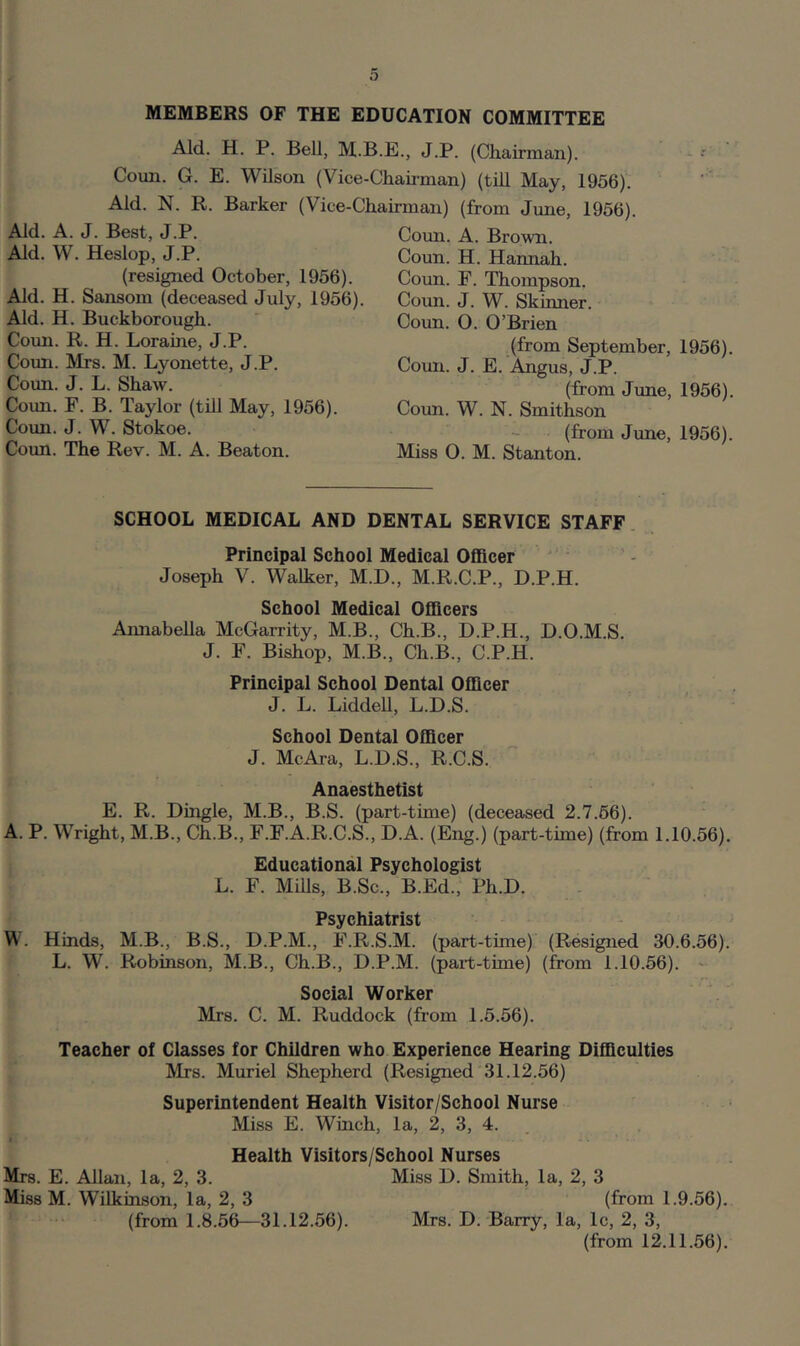 5
MEMBERS OF THE EDUCATION COMMITTEE
Ald. H. P. Bell, M.B.E., J.P. (Chairman).
Coun. G. E. Wilson (Vice-Chairman) (till May, 1956).
Ald. N. R. Barker (Vice-Chairman) (from June, 1956).
Ald. A. J. Best, J.P.
Ald. W. Heslop, J.P.
(resigned October, 1956).
Ald. H. Sansom (deceased July, 1956).
Ald. H. Buckborough.
Coun. R. H. Loraine, J.P.
Coun. Mrs. M. Lyonette, J.P.
Coun. J. L. Shaw.
Coun. F. B. Taylor (till May, 1956).
Coun. J. W. Stokoe.
Coun. The Rev. M. A. Beaton.
Coun. A. Brown.
Coun. H. Hannah.
Coun. F. Thompson.
Coun. J. W. Skinner.
Coun. O. O'Brien
(from September, 1956).
Coun. J. E. Angus, J.P.
(from June, 1956).
Coun. W. N. Smithson
(from June, 1956).
Miss O. M. Stanton.
SCHOOL MEDICAL AND DENTAL SERVICE STAFF
Principal School Medical Officer
Joseph V. Walker, M.D., M.R.C.P., D.P.H.
School Medical Officers
Annabella McGarrity, M.B., Ch.B., D.P.H., D.O.M.S.
J. F. Bishop, M.B., Ch.B., C.P.H.
Principal School Dental Officer
J. L. Liddell, L.D.S.
School Dental Officer
J. McAra, L.D.S., R.C.S.
Anaesthetist
E. R. Dingle, M.B., B.S. (part-time) (deceased 2.7.56).
A. P. Wright, M.B., Ch.B., F.F.A.R.C.S., D.A. (Eng.) (part-time) (from 1.10.56).
Educational Psychologist
L. F. Mills, B.Sc., B.Ed., Ph.D.
Psychiatrist
W. Hinds, M.B., B.S., D.P.M., F.R.S.M. (part-time) (Resigned 30.6.56).
L. W. Robinson, M.B., Ch.B., D.P.M. (part-time) (from 1.10.56).
Social Worker
Mrs. C. M. Ruddock (from 1.5.56).
Teacher of Classes for Children who Experience Hearing Difficulties
Mrs. Muriel Shepherd (Resigned 31.12.56)
Superintendent Health Visitor/School Nurse
Miss E. Winch, 1a, 2, 3, 4.
Health Visitors/School Nurses
Mrs. E. Allan, 1a, 2, 3.
Miss M. Wilkinson, 1a, 2, 3
(from 1.8.56—31.12.56).
Miss D. Smith, 1a, 2, 3
(from 1.9.56).
Mrs. D. Barry, 1a, 1c, 2, 3,
(from 12.11.56).